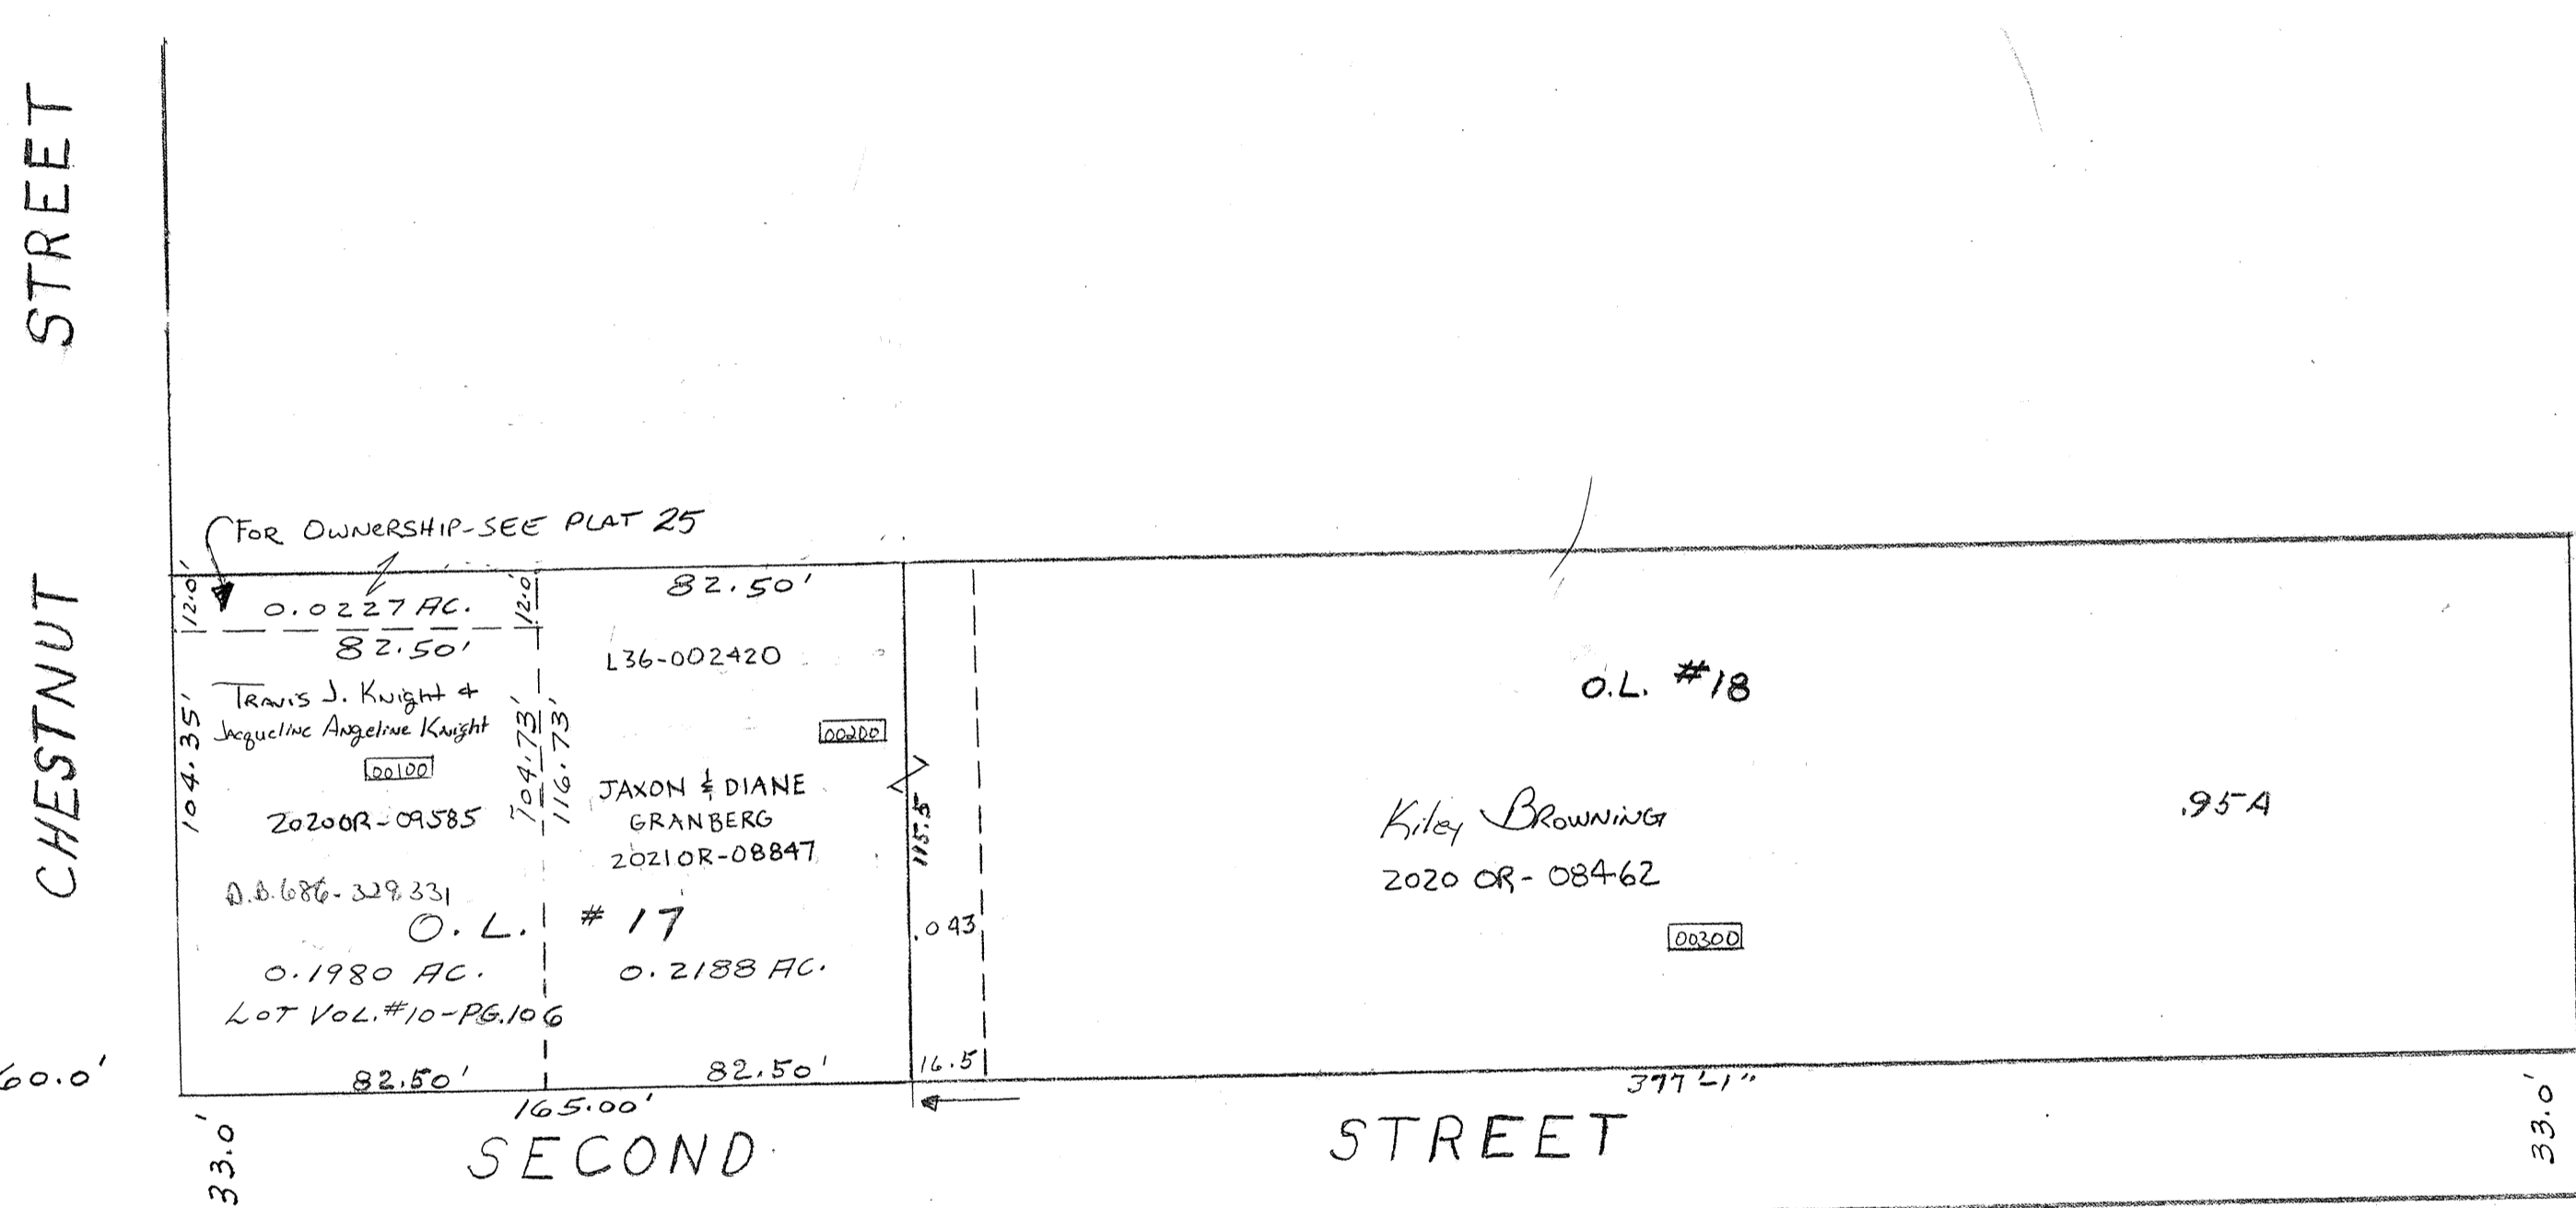 STREET
CHESTNUT
FOR OWNERSHIP-SEE PLAT 25
12.0'
0.0227 AC.
12.0'
82.50'
82.50'
L36-002420
TRAVIS J. Knight &
Jacqueline Angeline Knight
00100
104.35'
104.73'
116.73'
2020OR-09585
D.B.686-329331
00200
JAXON & DIANE
GRANBERG
2021OR-08847
O.L. # 17
0.1980 AC.
0.2188 AC.
LOT VOL.#10-PG.106
82.50'
82.50'
165.00'
115.5
.043
16.5
O.L. #18
Kiley BROWNING
2020 OR-08462
.95A
00300
377'-1"
60.0'
33.0'
SECOND STREET
33.0'